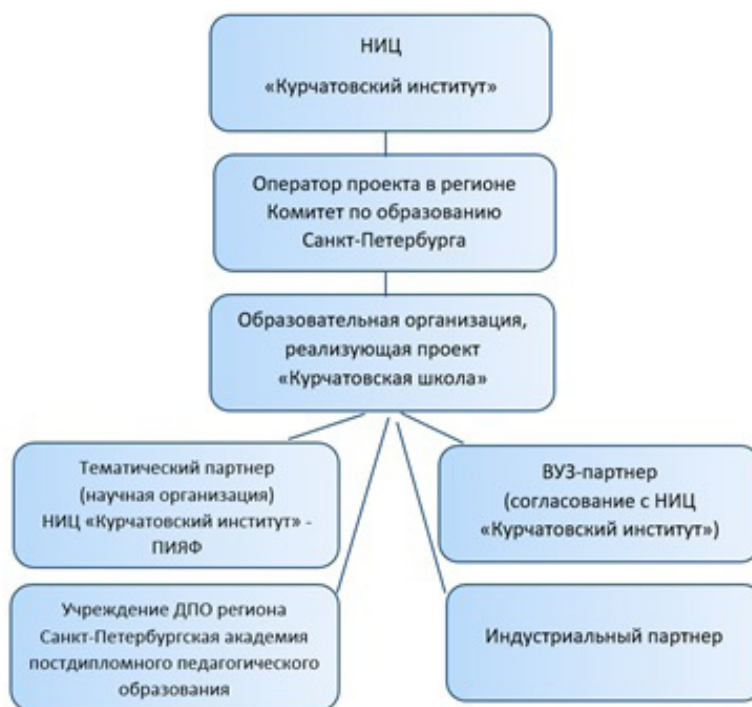 НИЦ
«Курчатовский институт»
Оператор проекта в регионе
Комитет по образованию
Санкт-Петербурга
Образовательная организация,
реализующая проект
«Курчатовская школа»
Тематический партнер
(научная организация)
НИЦ «Курчатовский институт» -
ПИЯФ
ВУЗ-партнер
(согласование с НИЦ
«Курчатовский институт»)
Учреждение ДПО региона
Санкт-Петербургская академия
постдипломного педагогического
образования
Индустриальный партнер